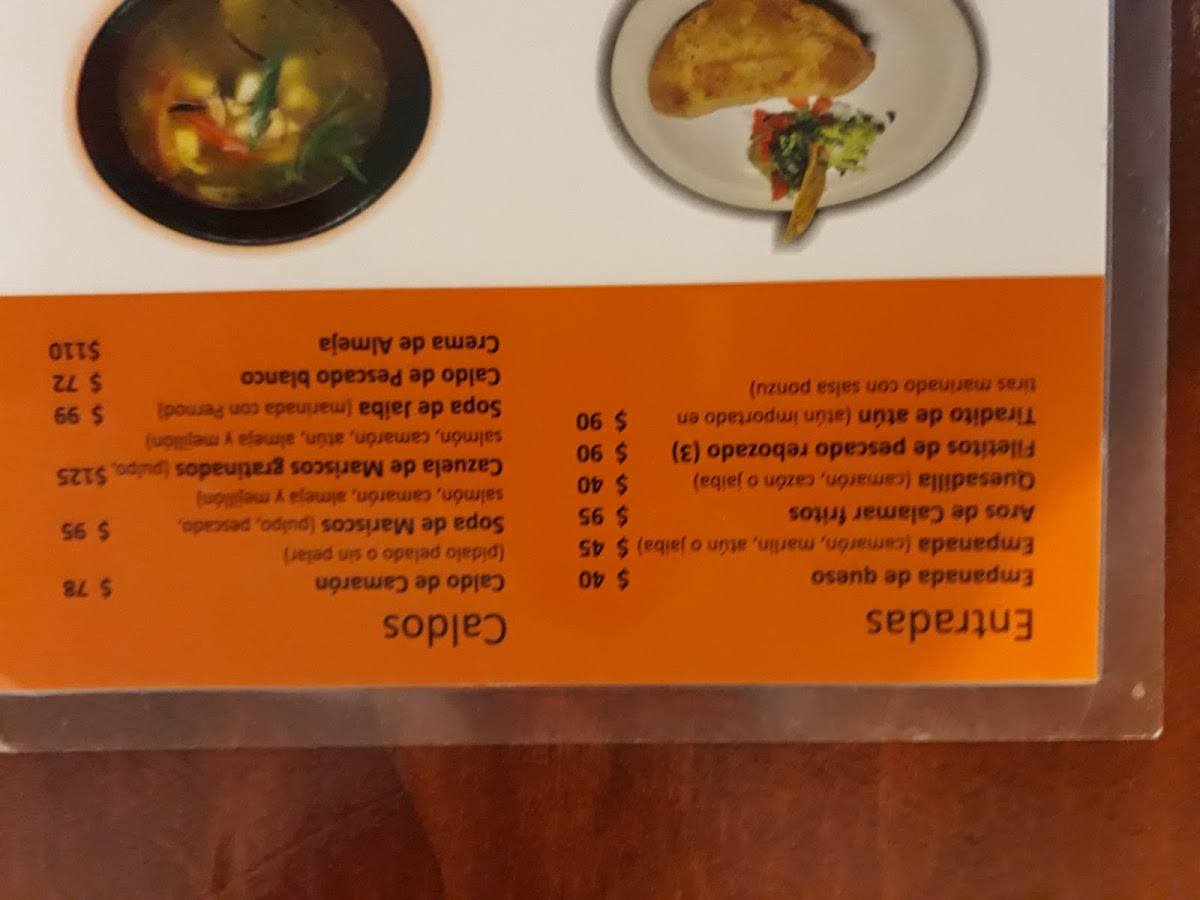 Entradas
Empanada de queso $ 40
Empanada (camarón, marlin, atún o jaiba) $ 45
Aros de Calamar fritos $ 95
Quesadilla (camarón, cazón o jaiba) $ 40
Filetitos de pescado rebozado (3) $ 90
Tiradito de atún (atún importado en $ 90
tiras marinado con salsa ponzu)
Caldos
Caldo de Camarón $ 78
(pídalo pelado o sin pelar)
Sopa de Mariscos (pulpo, pescado, $ 95
salmón, camarón, almeja y mejillón)
Cazuela de Mariscos gratinados (pulpo, $125
salmón, camarón, atún, almeja y mejillón)
Sopa de Jaiba (marinada con Pernod) $ 99
Caldo de Pescado blanco $ 72
Crema de Almeja $110